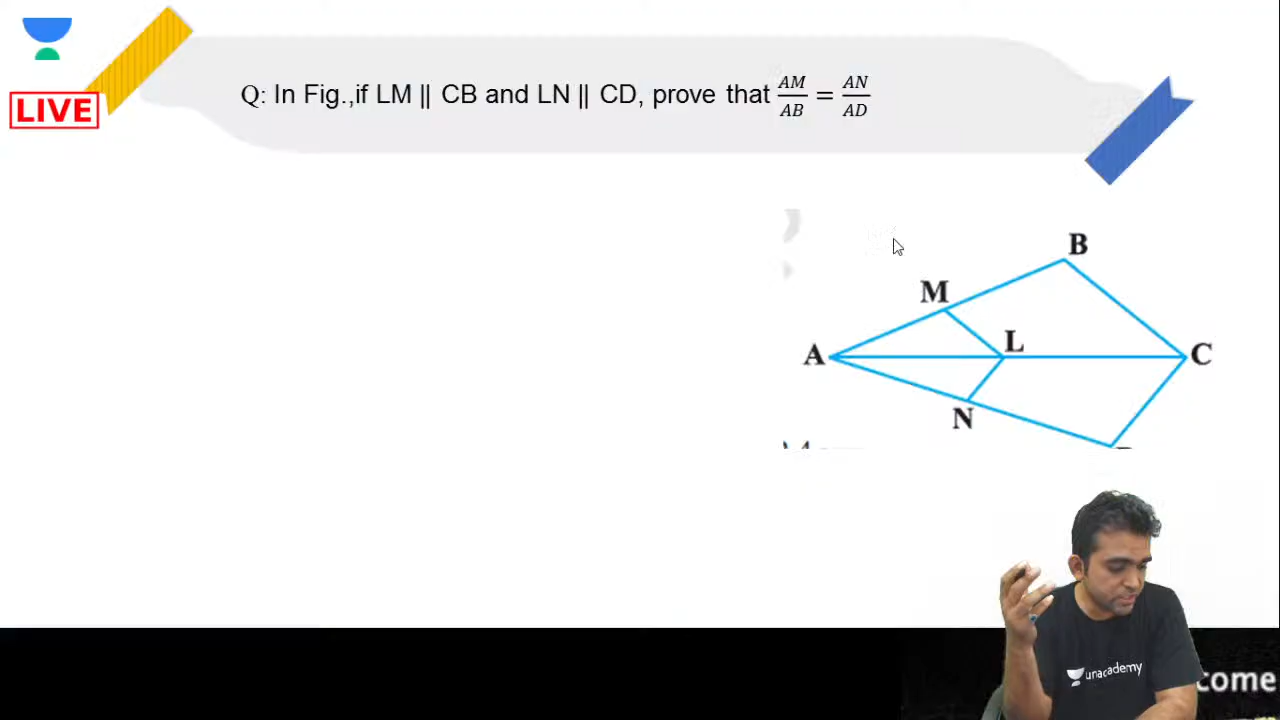 LIVE
Q: In Fig.,if LM || CB and LN || CD, prove that AM/AB = AN/AD
B
M
L
A
C
N
unacademy
come